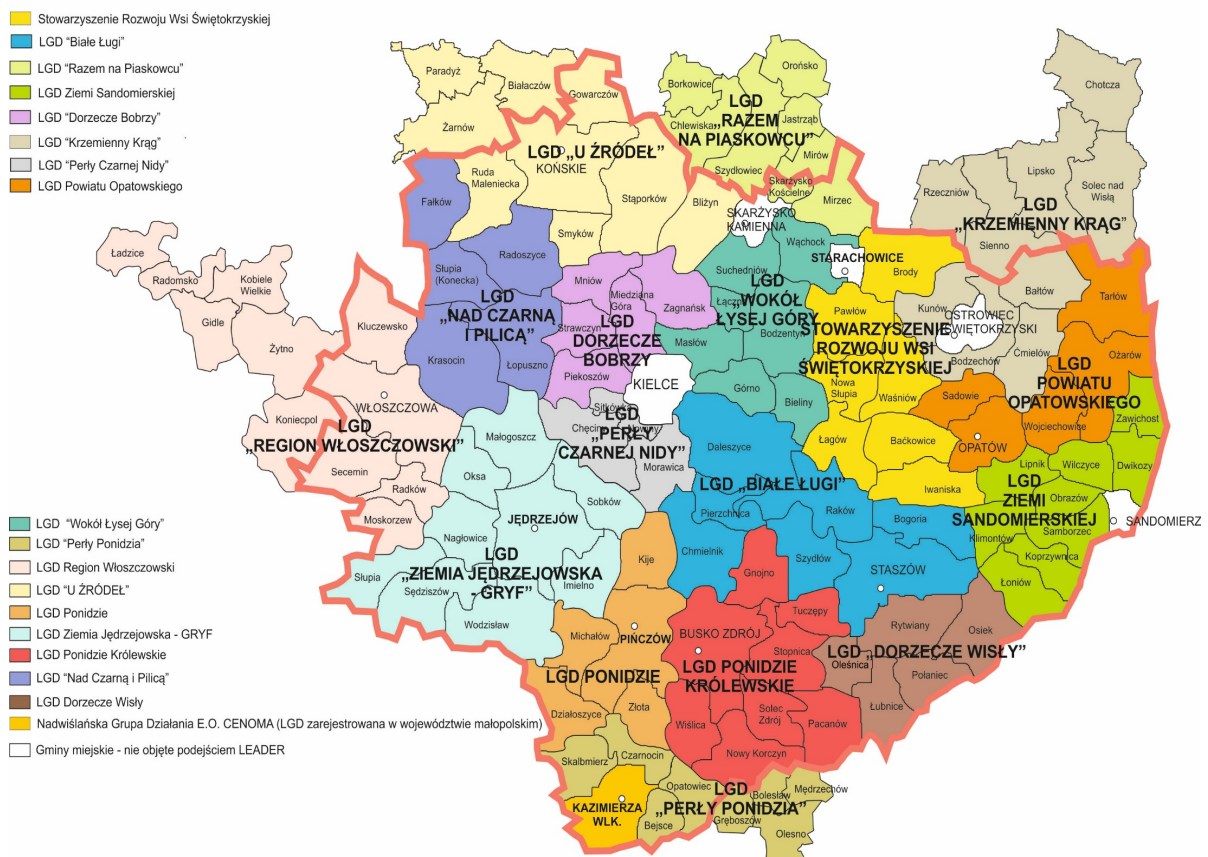 Stowarzyszenie Rozwoju Wsi Świętokrzyskiej
LGD "Białe Ługi"
LGD "Razem na Piaskowcu"
LGD Ziemi Sandomierskiej
LGD "Dorzecze Bobrzy"
LGD "Krzemienny Krąg"
LGD "Perły Czarnej Nidy"
LGD Powiatu Opatowskiego
Paradyż
Białaczów
Gowarczów
Żarnów
LGD „U ŹRÓDEŁ"
KOŃSKIE
Ruda
Maleniecka
Stąporków
Bliżyn
Smyków
Borkowice
Orońsko
Chlewiska
LGD
„RAZEM
NA PIASKOWCU"
Jastrząb
Mirów
Szydłowiec
Skarżysko
Kościelne
Mirzec
Chotcza
Lipsko
Solec nad
Wisłą
Rzeczniów
LGD
„KRZEMIENNY KRĄG"
Sienno
Fałków
Słupia
(Konecka)
Radoszyce
LGD
„NAD CZARNĄ
I PILICĄ"
Krasocin
Łopuszno
SKARŻYSKO
KAMIENNA
Wąchock
STARACHOWICE
Brody
Suchedniów
LGD
„WOKÓŁ
ŁYSEJ GÓRY
Łączna
Bodzentyn
Masłów
Górno
Bieliny
Mniów
Miedziana
Góra
Zagnańsk
Strawczyn
LGD
DORZECZE
BOBRZY
Piekoszów
KIELCE
Pawłów
STOWARZYSZENIE
ROZWOJU WSI
ŚWIĘTOKRZYSKIEJ
Nowa
Słupia
Waśniów
Łagów
Baćkowice
Iwaniska
Kunów
Bałtów
OSTROWIEC
ŚWIĘTOKRZYSKI
Bodzechów
Ćmielów
Tarłów
Ożarów
LGD
POWIATU
OPATOWSKIEGO
Sadowie
Wojciechowice
OPATÓW
Ładzice
Radomsko
Kobiele
Wielkie
Gidle
Żytno
Kluczewsko
Koniecpol
WŁOSZCZOWA
LGD
„REGION WŁOSZCZOWSKI"
Secemin
Radków
Moskorzew
Sitkówka
Nowiny
Chęciny
LGD
„PERŁY
CZARNEJ NIDY"
Morawica
Małogoszcz
Oksa
Sobków
JĘDRZEJÓW
Nagłowice
LGD
„ZIEMIA JĘDRZEJOWSKA
- GRYF"
Imielno
Słupia
Sędziszów
Wodzisław
Daleszyce
LGD „BIAŁE ŁUGI"
Pierzchnica
Raków
Bogoria
Chmielnik
Szydłów
STASZÓW
Zawichost
Dwikozy
Lipnik
Wilczyce
LGD
ZIEMI
SANDOMIERSKIEJ
Obrazów
Samborzec
SANDOMIERZ
Klimontów
Koprzywnica
Łoniów
Kije
Michałów
PIŃCZÓW
LGD PONIDZIE
Działoszyce
Złota
Gnojno
Tuczępy
BUSKO ZDRÓJ
Stopnica
LGD PONIDZIE
KRÓLEWSKIE
Solec
Zdrój
Wiślica
Pacanów
Nowy Korczyn
Rytwiany
Osiek
LGD „DORZECZE WISŁY"
Oleśnica
Połaniec
Łubnice
Skalbmierz
Czarnocin
Opatowiec
KAZIMIERZA
WLK.
Bejsce
LGD
„PERŁY PONIDZIA"
Bolesław
Mędrzechów
Gręboszów
Olesno
LGD "Wokół Łysej Góry"
LGD "Perły Ponidzia"
LGD Region Włoszczowski
LGD "U ŹRÓDEŁ"
LGD Ponidzie
LGD Ziemia Jędrzejowska - GRYF
LGD Ponidzie Królewskie
LGD "Nad Czarną i Pilicą"
LGD Dorzecze Wisły
Nadwiślańska Grupa Działania E.O. CENOMA (LGD zarejestrowana w województwie małopolskim)
Gminy miejskie - nie objęte podejściem LEADER